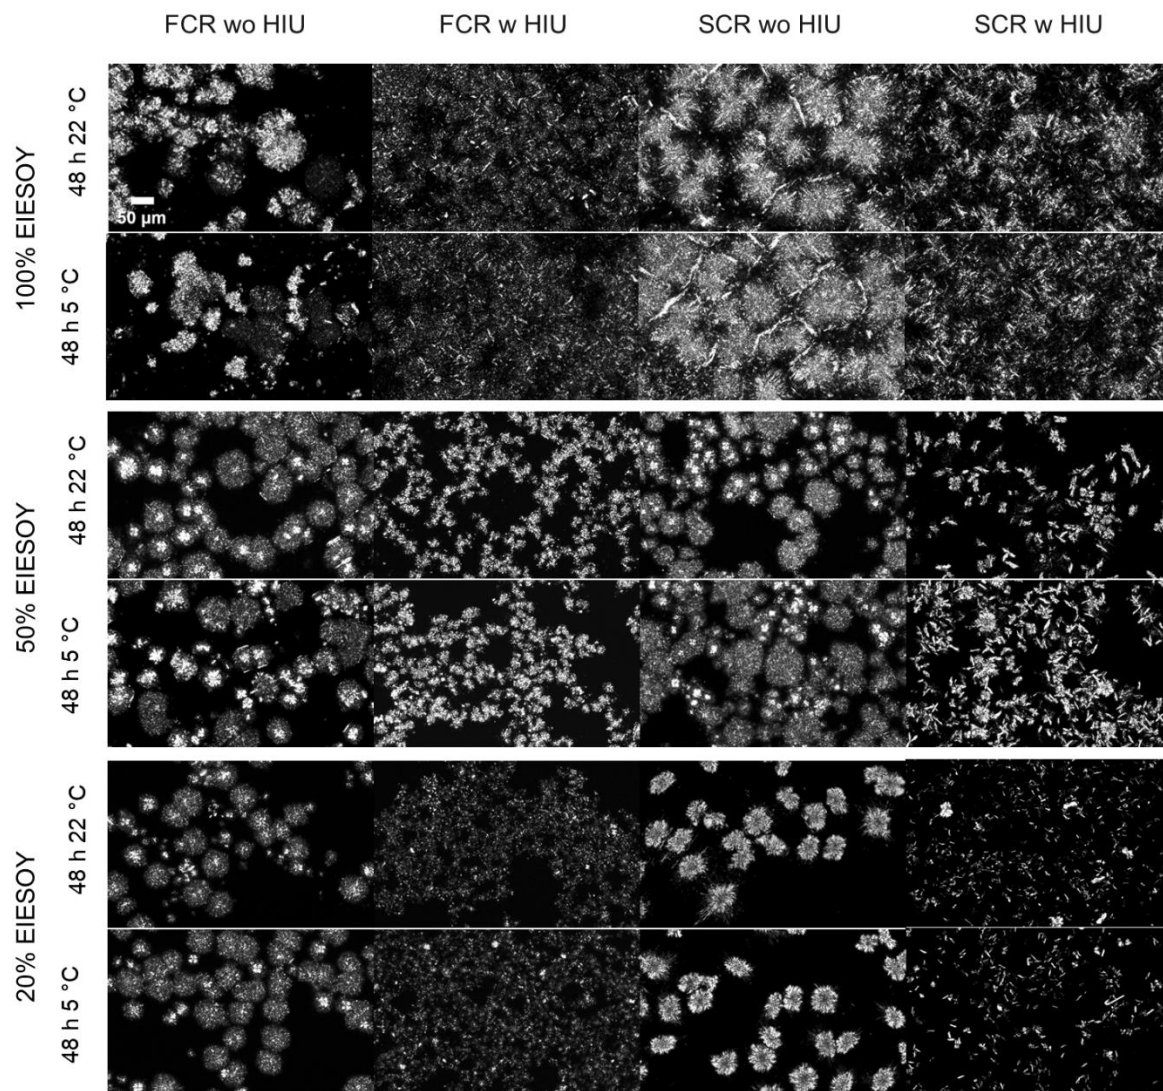 FCR wo HIU FCR w HIU SCR wo HIU SCR w HIU
100% EIESOY
48 h 22 °C
50 µm
48 h 5 °C
50% EIESOY
48 h 22 °C
48 h 5 °C
20% EIESOY
48 h 22 °C
48 h 5 °C